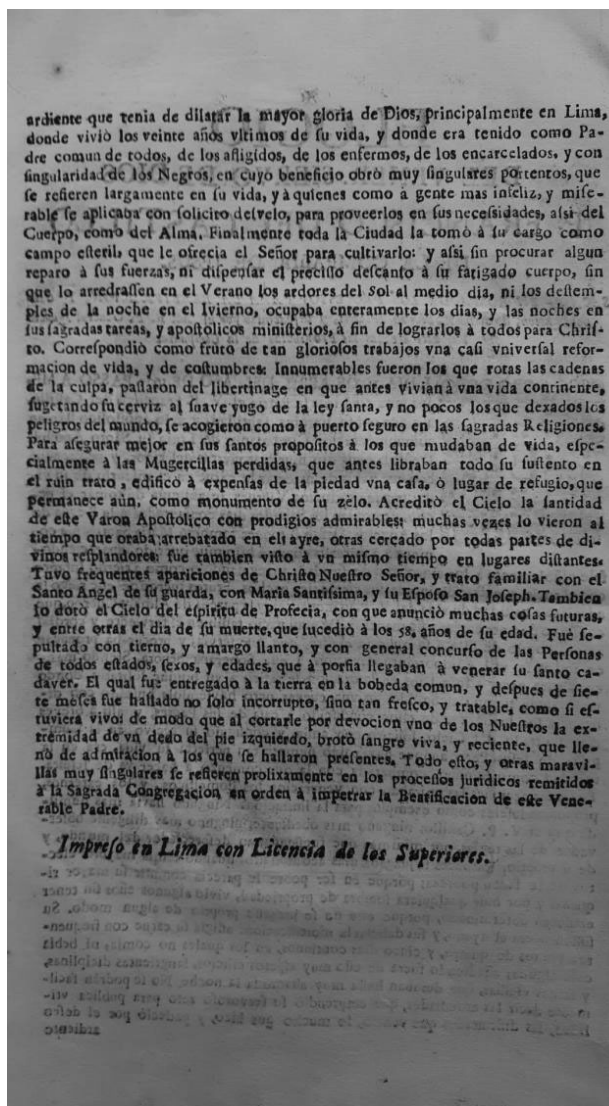 ardiente que tenia de dilatar la mayor gloria de Dios, principalmente en Lima,
donde viviò los veinte años vltimos de ſu vida, y donde era tenido como Pa-
dre comun de todos, de los afligidos, de los enfermos, de los encarcelados, y con
ſingularidad de los Negros, en cuyo beneficio obrò muy ſingulares portentos, que
ſe refieren largamente en ſu vida, y à quienes como à gente mas infeliz, y miſe-
rable ſe aplicaba con ſolicito deſvelo, para proveerlos en ſus neceſsidades, aſsi del
Cuerpo, como del Alma. Finalmente toda la Ciudad la tomò à ſu cargo como
campo eſteril, que le ofrecia el Señor para cultivarlo: y aſsi ſin procurar algun
reparo à ſus fuerzas, ni diſpenſar el preciſſo deſcanſo à ſu fatigado cuerpo, ſin
que lo arredraſſen en el Verano los ardores del Sol al medio dia, ni los deſtem-
ples de la noche en el Ivierno, ocupaba enteramente los dias, y las noches en
ſus ſagradas tareas, y apoſtolicos miniſterios, à fin de lograrlos à todos para Chriſ-
to. Correſpondiò como fruto de tan glorioſos trabajos vna caſi vniverſal refor-
macion de vida, y de coſtumbres: Innumerables fueron los que rotas las cadenas
de la culpa, paſſaron del libertinage en que antes vivian à vna vida continente,
ſugetando ſu cerviz al ſuave yugo de la ley ſanta, y no pocos los que dexados los
peligros del mundo, ſe acogieron como à puerto ſeguro en las ſagradas Religiones.
Para aſegurar mejor en ſus ſantos propoſitos à los que mudaban de vida, eſpe-
cialmente à las Mugercillas perdidas, que antes libraban todo ſu ſuſtento en
el ruin trato, edificò à expenſas de la piedad vna caſa, ò lugar de refugio, que
permanece aùn, como monumento de ſu zelo. Acreditò el Cielo la ſantidad
de eſte Varon Apoſtolico con prodigios admirables: muchas vezes lo vieron al
tiempo que oraba arrebatado en el ayre, otras cercado por todas partes de di-
vinos reſplandores: fue tambien viſto à vn miſmo tiempo en lugares diſtantes.
Tuvo frequentes apariciones de Chriſto Nueſtro Señor, y trato familiar con el
Santo Angel de ſu guarda, con Maria Santiſsima, y ſu Eſpoſo San Joſeph. Tambien
lo dotò el Cielo del eſpiritu de Profecia, con que anunciò muchas coſas futuras,
y entre otras el dia de ſu muerte, que ſucediò à los 58. años de ſu edad. Fuè ſe-
pultado con tierno, y amargo llanto, y con general concurſo de las Perſonas
de todos eſtados, ſexos, y edades, que à porfia llegaban à venerar ſu ſanto ca-
daver. El qual fue entregado à la tierra en la bobeda comun, y deſpues de ſie-
te meſes fue hallado no ſolo incorrupto, ſino tan freſco, y tratable, como ſi eſ-
tuviera vivo: de modo que al cortarle por devocion vno de los Nueſtros la ex-
tremidad de vn dedo del pie izquierdo, brotò ſangre viva, y reciente, que lle-
nò de admiracion à los que ſe hallaron preſentes. Todo eſto, y otras maravi-
llas muy ſingulares ſe refieren prolixamente en los proceſſos juridicos remitidos
à la Sagrada Congregacion en orden à impetrar la Beatificacion de eſte Vene-
rable Padre.
Impreſo en Lima con Licencia de los Superiores.